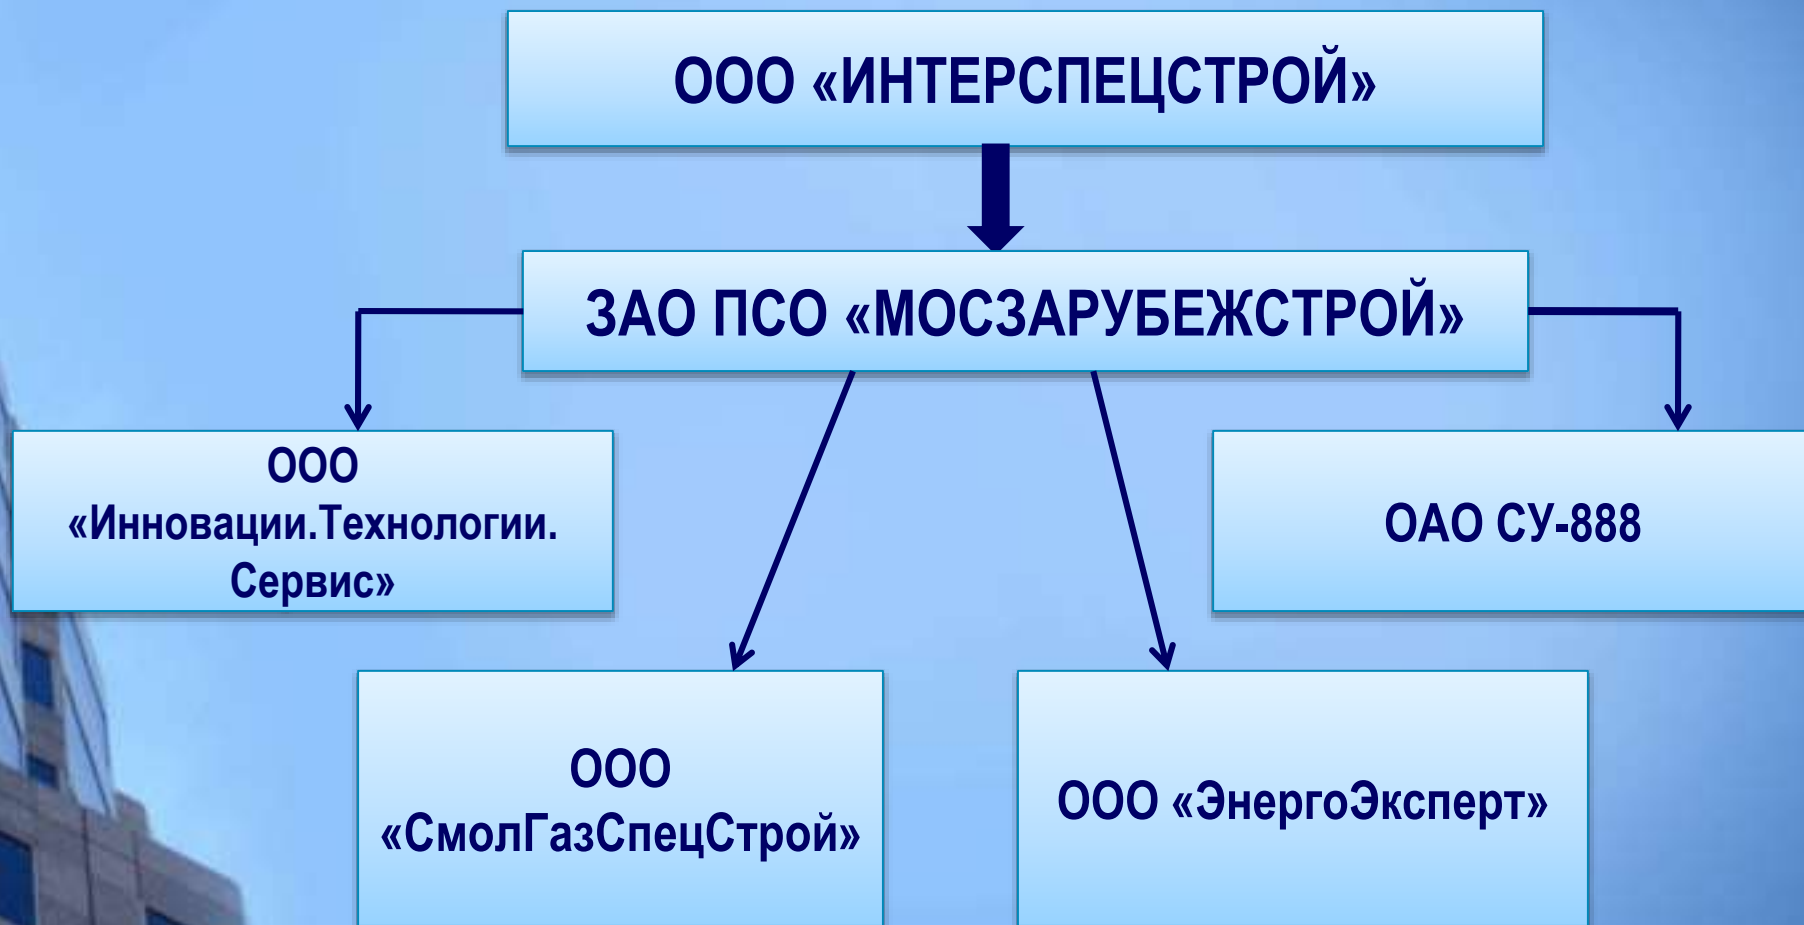 ООО «ИНТЕРСПЕЦСТРОЙ»
ЗАО ПСО «МОСЗАРУБЕЖСТРОЙ»
ООО
«Инновации.Технологии.
Сервис»
ОАО СУ-888
ООО
«СмолГазСпецСтрой»
ООО «ЭнергоЭксперт»